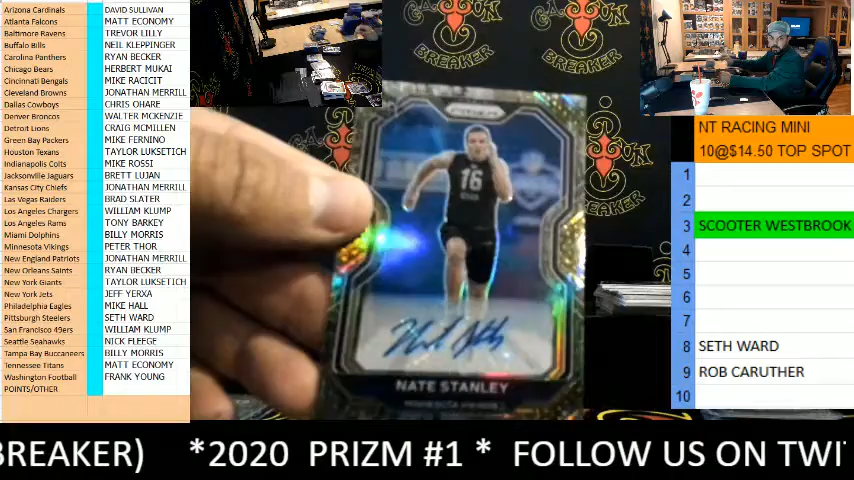 Arizona Cardinals DAVID SULLIVAN
Atlanta Falcons MATT ECONOMY
Baltimore Ravens TREVOR LILLY
Buffalo Bills NEIL KLEPPINGER
Carolina Panthers RYAN BECKER
Chicago Bears HERBERT MUKAI
Cincinnati Bengals MIKE RACICIT
Cleveland Browns JONATHAN MERRILL
Dallas Cowboys CHRIS OHARE
Denver Broncos WALTER MCKENZIE
Detroit Lions CRAIG MCMILLEN
Green Bay Packers MIKE FERNINO
Houston Texans TAYLOR LUKSETICH
Indianapolis Colts MIKE ROSSI
Jacksonville Jaguars BRETT LUJAN
Kansas City Chiefs JONATHAN MERRILL
Las Vegas Raiders BRAD SLATER
Los Angeles Chargers WILLIAM KLUMP
Los Angeles Rams TONY BARKEY
Miami Dolphins BILLY MORRIS
Minnesota Vikings PETER THOR
New England Patriots JONATHAN MERRILL
New Orleans Saints RYAN BECKER
New York Giants TAYLOR LUKSETICH
New York Jets JEFF YERXA
Philadelphia Eagles MIKE HALL
Pittsburgh Steelers SETH WARD
San Francisco 49ers WILLIAM KLUMP
Seattle Seahawks NICK FLEEGE
Tampa Bay Buccaneers BILLY MORRIS
Tennessee Titans MATT ECONOMY
Washington Football FRANK YOUNG
POINTS/OTHER
BREAKER
BREAKER
PRIZM
16
NATE STANLEY
NT RACING MINI
10@$14.50 TOP SPOT
1
2
3 SCOOTER WESTBROOK
4
5
6
7
8 SETH WARD
9 ROB CARUTHER
10
BREAKER) *2020 PRIZM #1 * FOLLOW US ON TWI